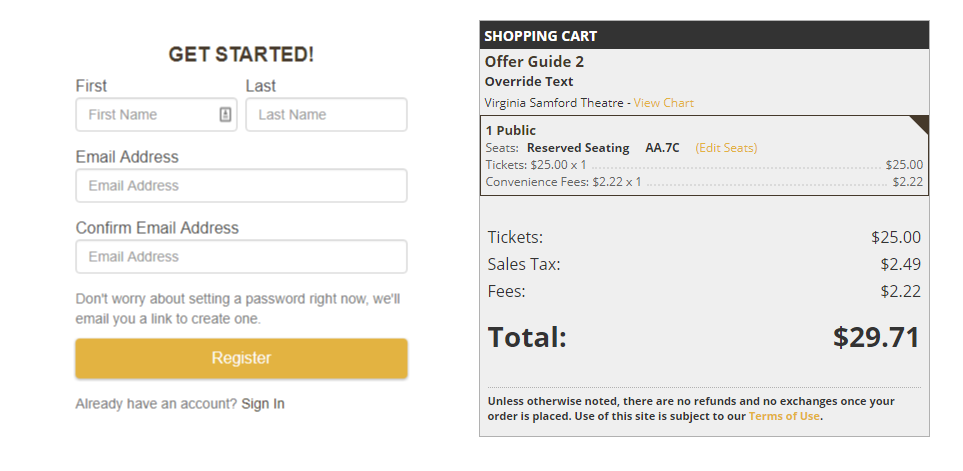 GET STARTED!
First Last
First Name Last Name
Email Address
Email Address
Confirm Email Address
Email Address
Don't worry about setting a password right now, we'll
email you a link to create one.
Register
Already have an account? Sign In
SHOPPING CART
Offer Guide 2
Override Text
Virginia Samford Theatre - View Chart
1 Public
Seats: Reserved Seating AA.7C (Edit Seats)
Tickets: $25.00 x 1 $25.00
Convenience Fees: $2.22 x 1 $2.22
Tickets: $25.00
Sales Tax: $2.49
Fees: $2.22
Total: $29.71
Unless otherwise noted, there are no refunds and no exchanges once your
order is placed. Use of this site is subject to our Terms of Use.